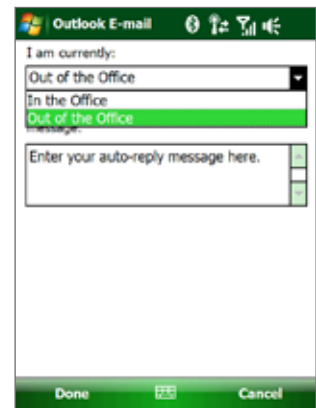 Outlook E-mail
I am currently:
Out of the Office
In the Office
Out of the Office
message:
Enter your auto-reply message here.
Done
Cancel